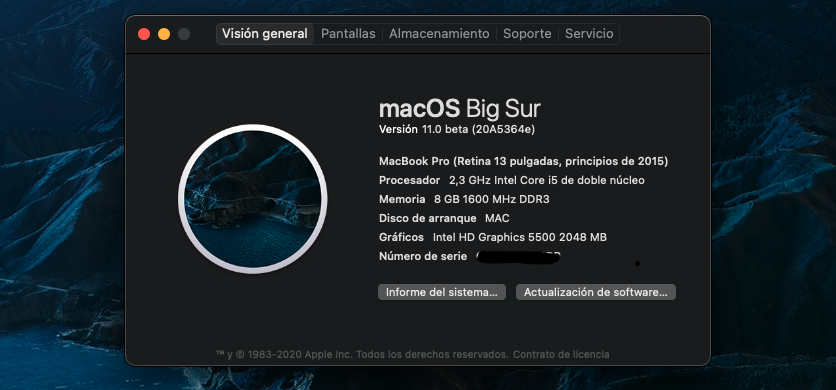 Visión general Pantallas Almacenamiento Soporte Servicio
macOS Big Sur
Versión 11.0 beta (20A5364e)
MacBook Pro (Retina 13 pulgadas, principios de 2015)
Procesador 2,3 GHz Intel Core i5 de doble núcleo
Memoria 8 GB 1600 MHz DDR3
Disco de arranque MAC
Gráficos Intel HD Graphics 5500 2048 MB
Número de serie
Informe del sistema... Actualización de software...
™ y © 1983-2020 Apple Inc. Todos los derechos reservados. Contrato de licencia